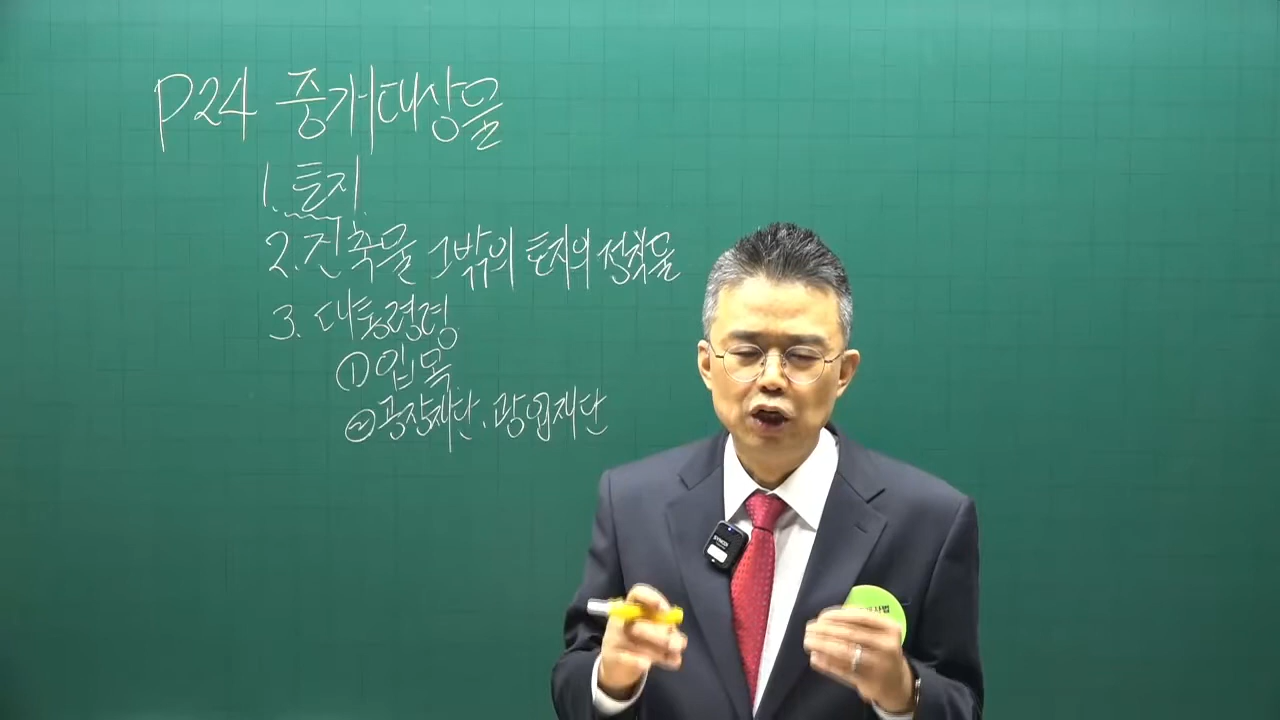 P24 중개대상물
1. 토지
2. 건축물 그밖의 토지의 정착물
3. 대통령령
① 입목
② 공장재단, 광업재단
사법